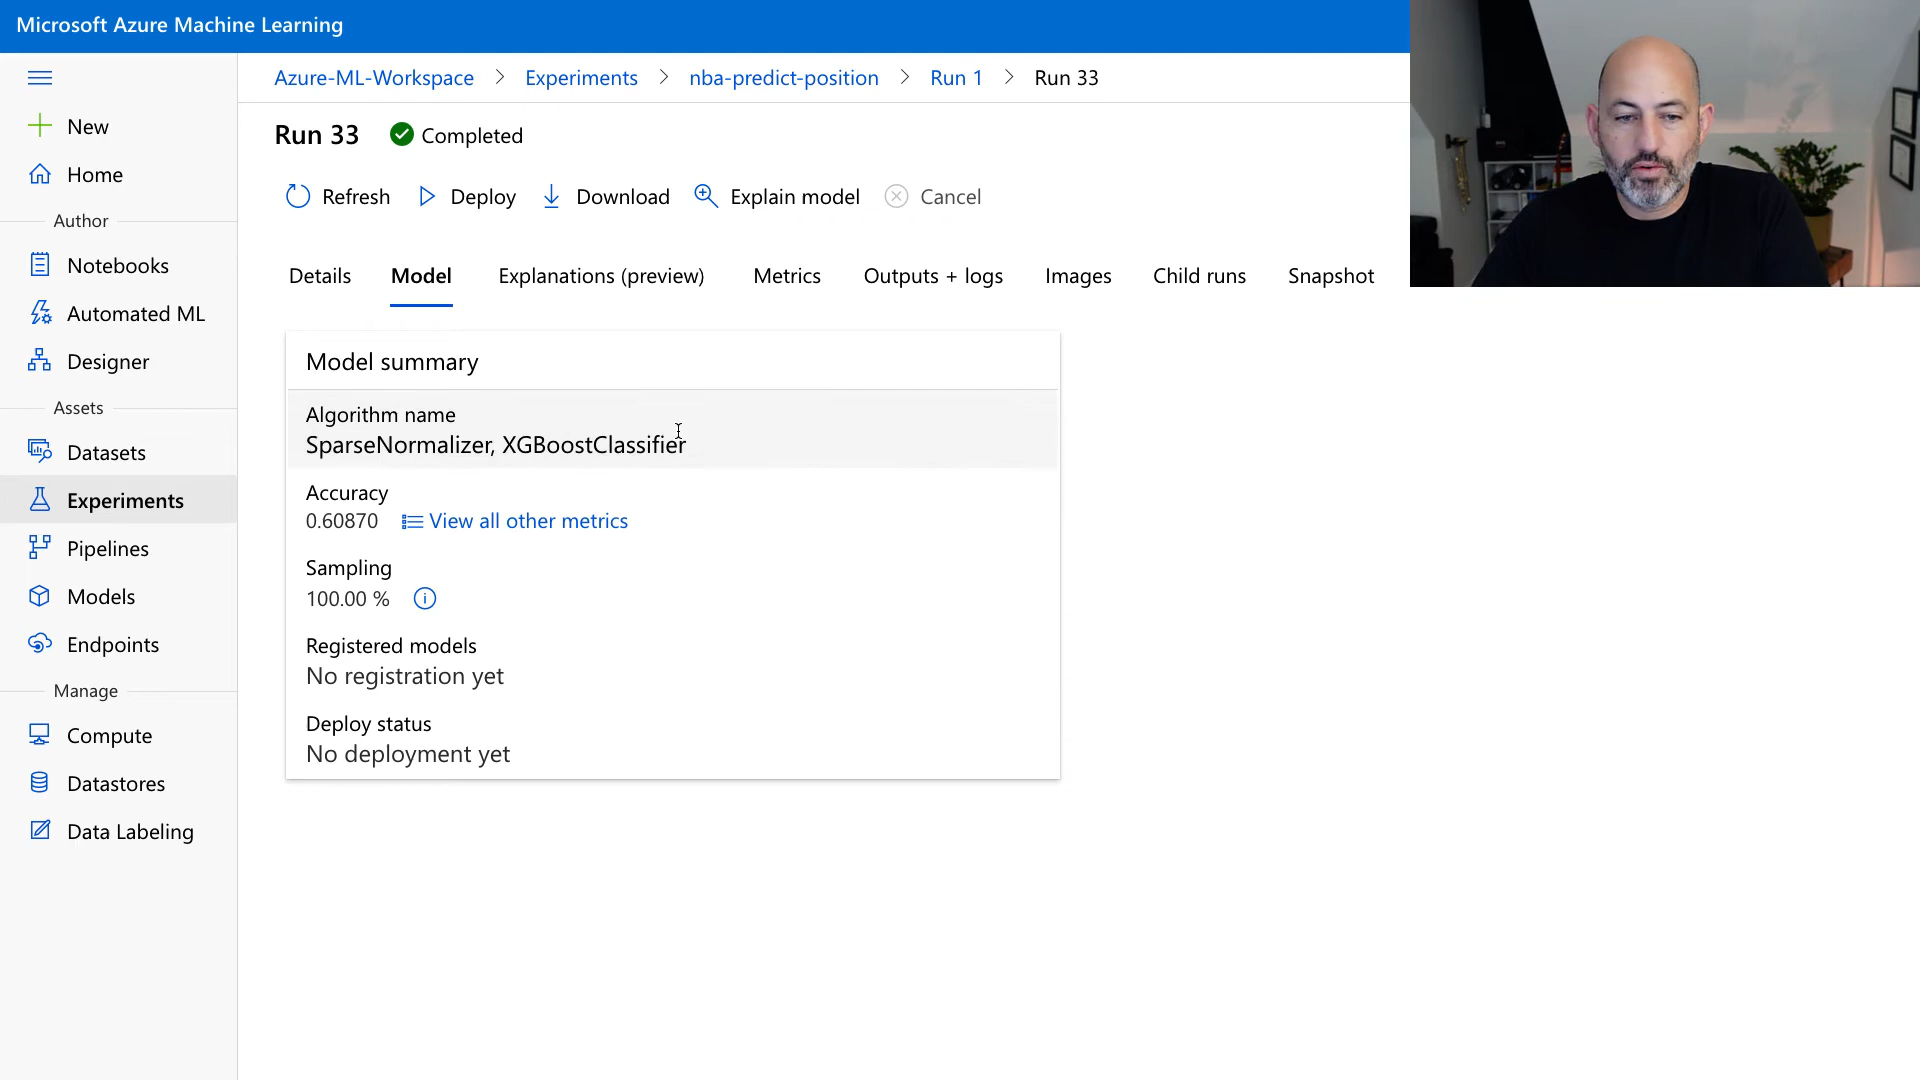 Microsoft Azure Machine Learning
Azure-ML-Workspace > Experiments > nba-predict-position > Run 1 > Run 33
New
Home
Author
Notebooks
Automated ML
Designer
Assets
Datasets
Experiments
Pipelines
Models
Endpoints
Manage
Compute
Datastores
Data Labeling
Run 33 Completed
Refresh Deploy Download Explain model Cancel
Details Model Explanations (preview) Metrics Outputs + logs Images Child runs Snapshot
Model summary
Algorithm name
SparseNormalizer, XGBoostClassifier
Accuracy
0.60870 View all other metrics
Sampling
100.00 %
Registered models
No registration yet
Deploy status
No deployment yet